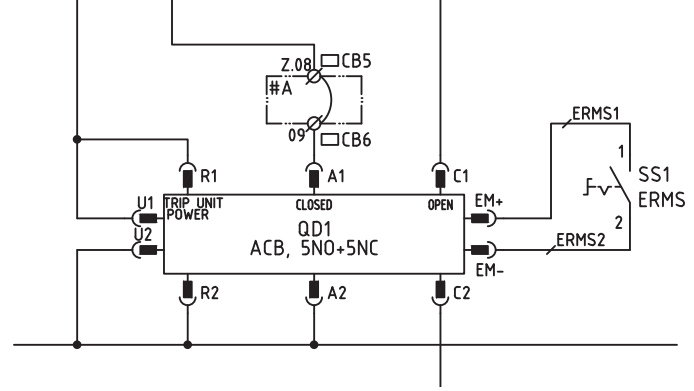 Z.08
CB5
#A
09
CB6
ERMS1
R1
A1
C1
1
SS1
ERMS
U1
TRIP UNIT
POWER
CLOSED
OPEN
EM+
QD1
2
U2
ACB, 5NO+5NC
ERMS2
EM-
R2
A2
C2